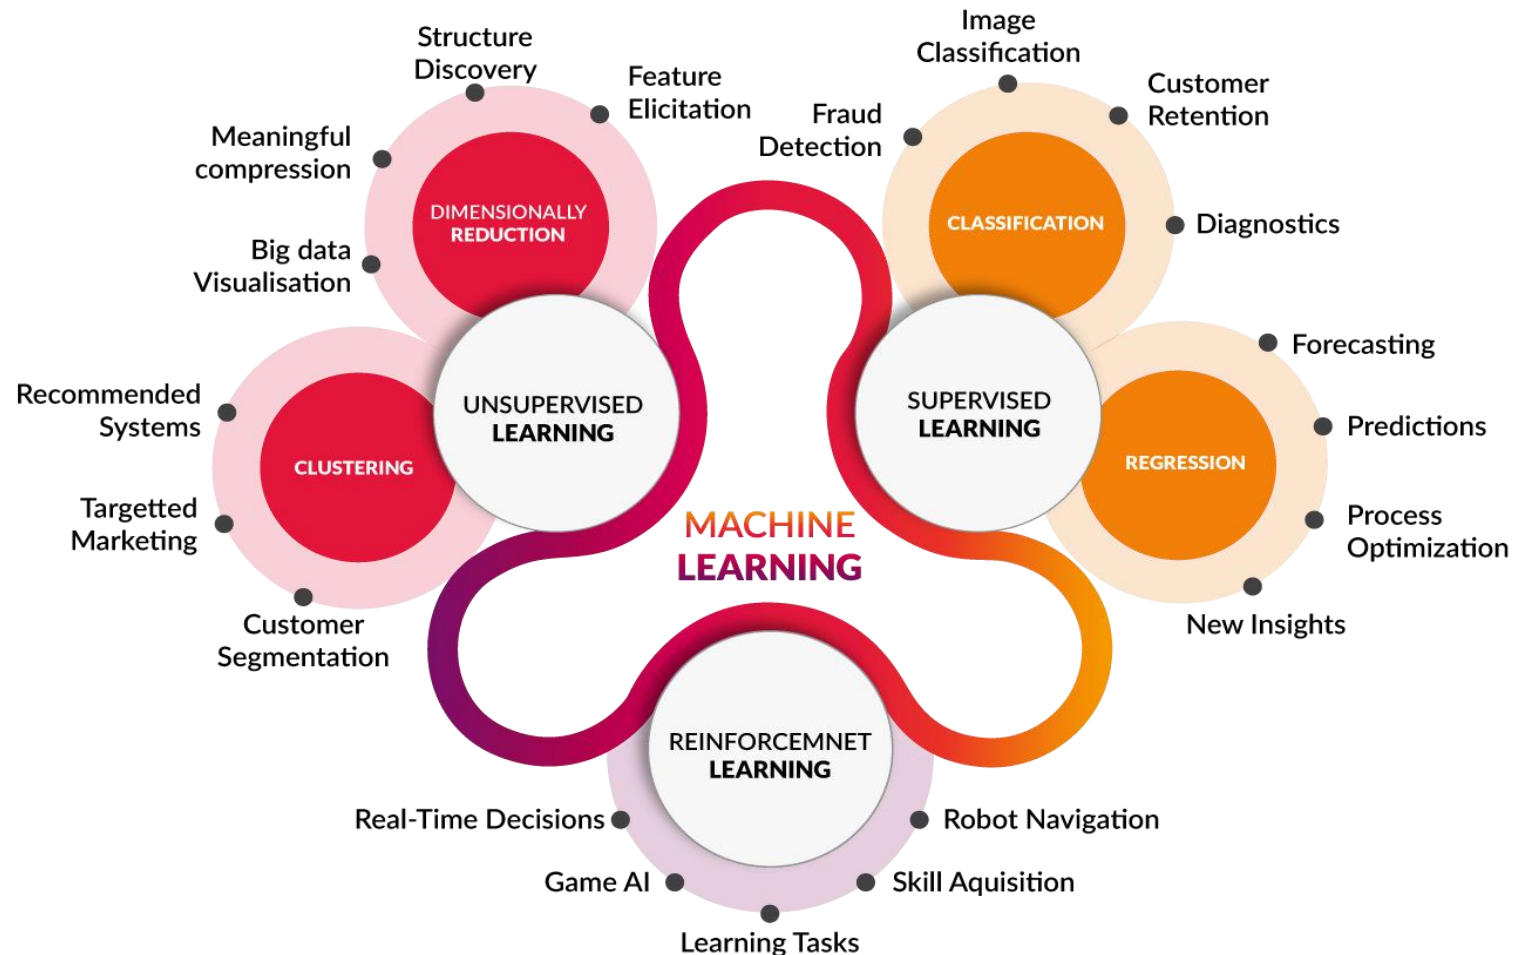 Structure
Discovery
Feature
Elicitation
Meaningful
compression
Big data
Visualisation
DIMENSIONALLY
REDUCTION
Recommended
Systems
Targetted
Marketing
Customer
Segmentation
CLUSTERING
UNSUPERVISED
LEARNING
Image
Classification
Customer
Retention
Fraud
Detection
Diagnostics
CLASSIFICATION
Forecasting
Predictions
Process
Optimization
New Insights
REGRESSION
SUPERVISED
LEARNING
MACHINE
LEARNING
REINFORCEMNET
LEARNING
Real-Time Decisions
Game AI
Learning Tasks
Skill Aquisition
Robot Navigation